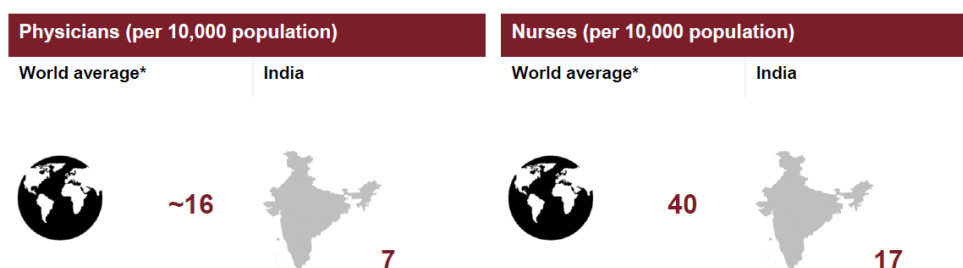 Physicians (per 10,000 population)
World average*
India
~16
7
Nurses (per 10,000 population)
World average*
India
40
17